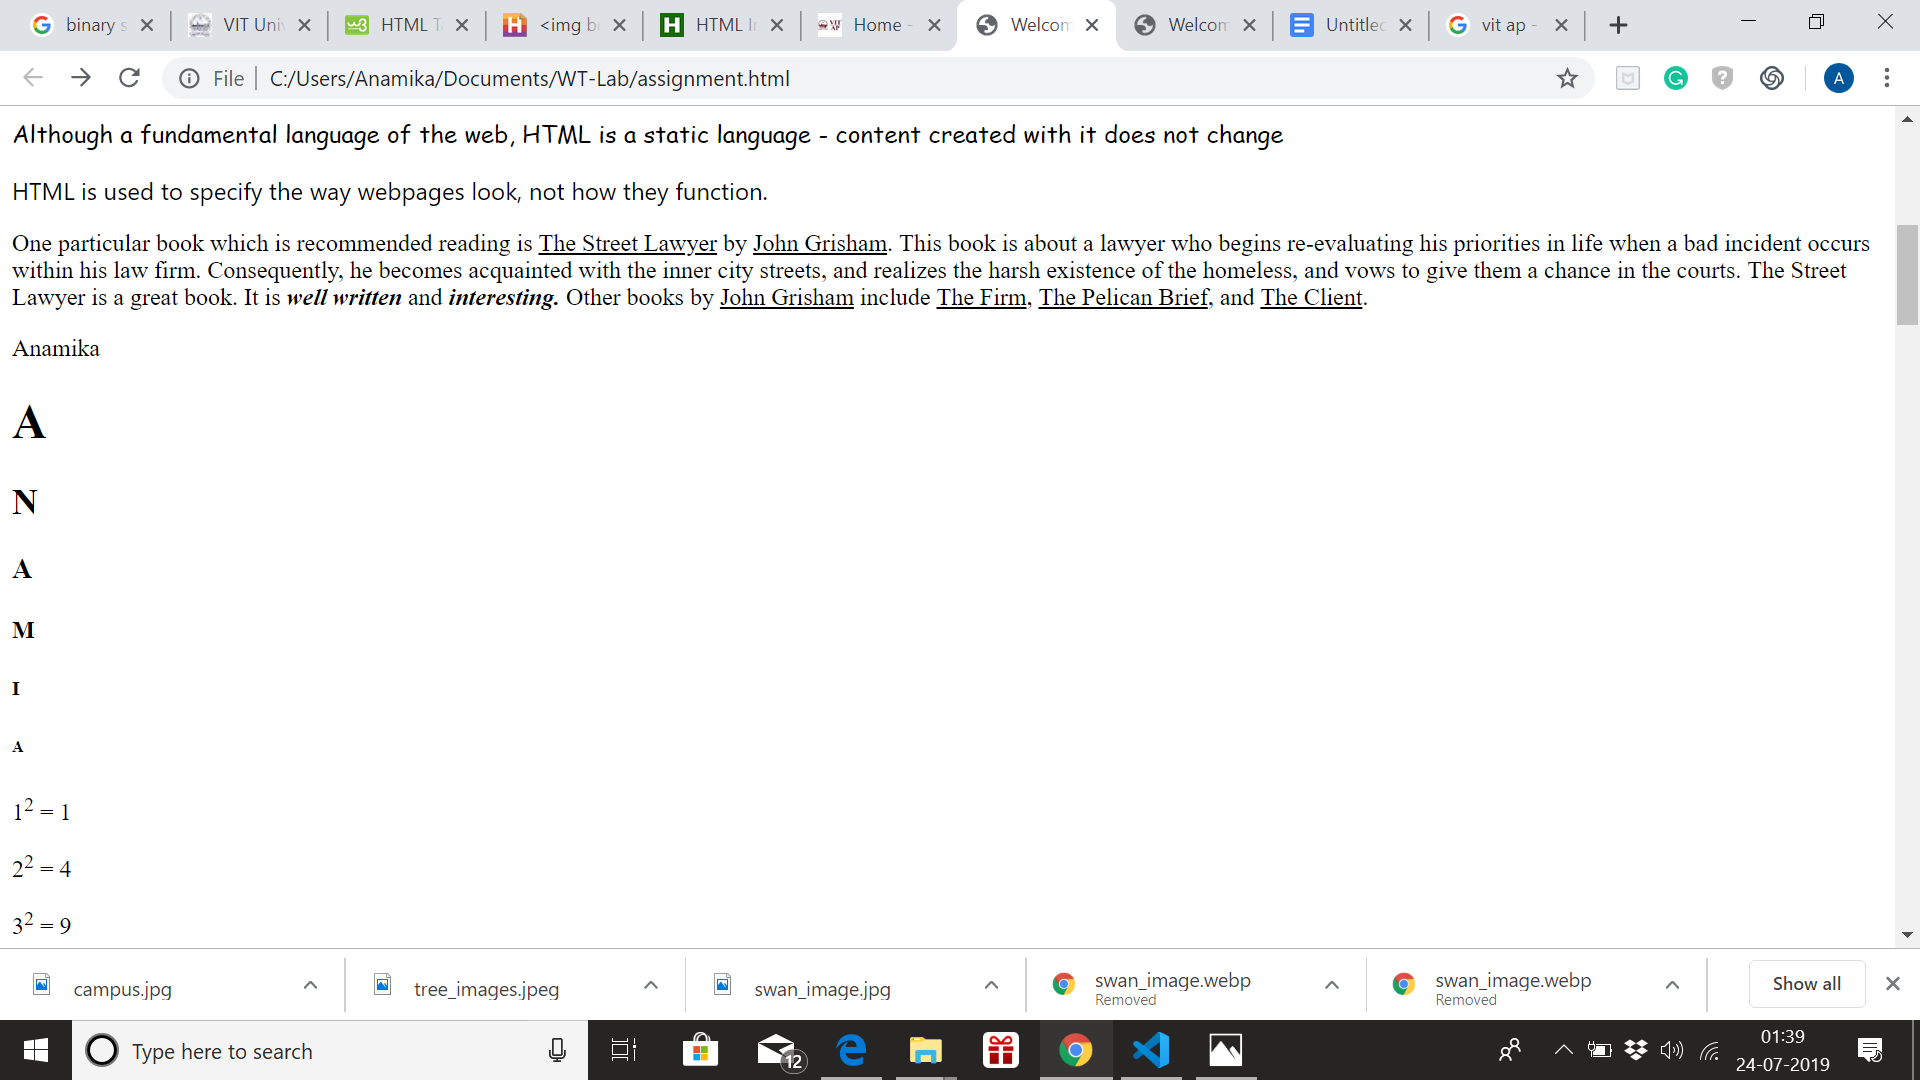 binary s VIT Uni HTML T <img b HTML I Home - Welcom Welcom Untitled vit ap -
File C:/Users/Anamika/Documents/WT-Lab/assignment.html A
Although a fundamental language of the web, HTML is a static language - content created with it does not change
HTML is used to specify the way webpages look, not how they function.
One particular book which is recommended reading is The Street Lawyer by John Grisham. This book is about a lawyer who begins re-evaluating his priorities in life when a bad incident occurs
within his law firm. Consequently, he becomes acquainted with the inner city streets, and realizes the harsh existence of the homeless, and vows to give them a chance in the courts. The Street
Lawyer is a great book. It is well written and interesting. Other books by John Grisham include The Firm, The Pelican Brief, and The Client.
Anamika
A
N
A
M
I
A
1² = 1
2² = 4
3² = 9
campus.jpg tree_images.jpeg swan_image.jpg swan_image.webp swan_image.webp Show all
Removed Removed
Type here to search 12 01:39
24-07-2019